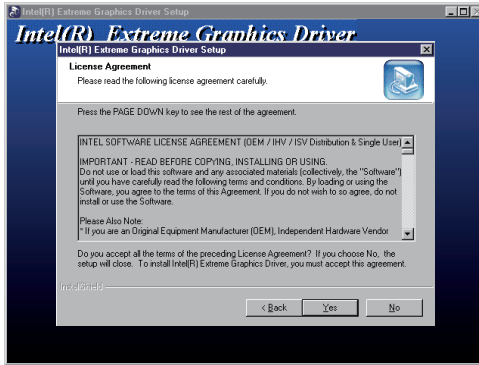 Intel(R) Extreme Graphics Driver Setup
Intel(R) Extreme Graphics Driver
Intel(R) Extreme Graphics Driver Setup
License Agreement
Please read the following license agreement carefully.
Press the PAGE DOWN key to see the rest of the agreement.
INTEL SOFTWARE LICENSE AGREEMENT (OEM / IHV / ISV Distribution & Single User)
IMPORTANT - READ BEFORE COPYING, INSTALLING OR USING.
Do not use or load this software and any associated materials (collectively, the "Software")
until you have carefully read the following terms and conditions. By loading or using the
Software, you agree to the terms of this Agreement. If you do not wish to so agree, do not
install or use the Software.
Please Also Note:
* If you are an Original Equipment Manufacturer (OEM), Independent Hardware Vendor
Do you accept all the terms of the preceding License Agreement? If you choose No, the
setup will close. To install Intel(R) Extreme Graphics Driver, you must accept this agreement.
InstallShield
< Back
Yes
No